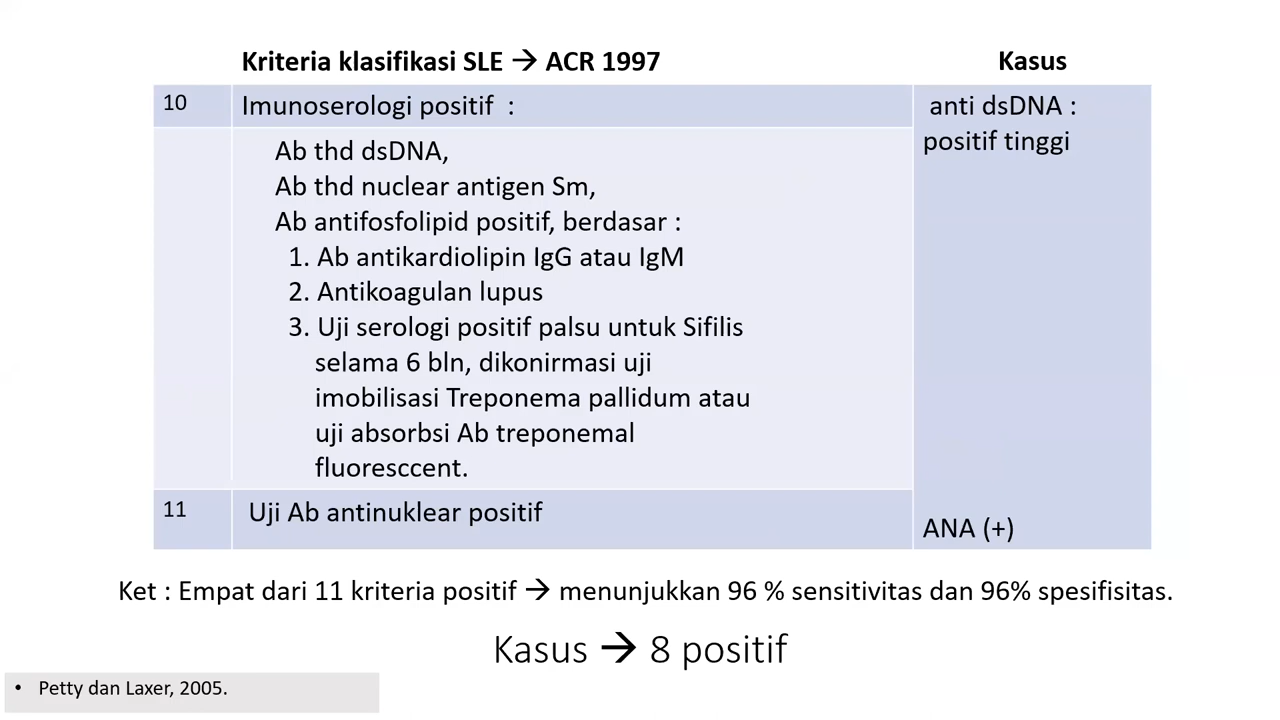 Kriteria klasifikasi SLE → ACR 1997
Kasus
10
Imunoserologi positif :
anti dsDNA :
positif tinggi
Ab thd dsDNA,
Ab thd nuclear antigen Sm,
Ab antifosfolipid positif, berdasar :
1. Ab antikardiolipin IgG atau IgM
2. Antikoagulan lupus
3. Uji serologi positif palsu untuk Sifilis
selama 6 bln, dikonirmasi uji
imobilisasi Treponema pallidum atau
uji absorbsi Ab treponemal
fluoresccent.
11
Uji Ab antinuklear positif
ANA (+)
Ket : Empat dari 11 kriteria positif → menunjukkan 96 % sensitivitas dan 96% spesifisitas.
Kasus → 8 positif
• Petty dan Laxer, 2005.